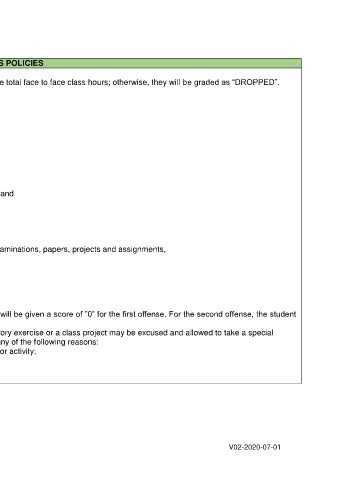 S POLICIES
e total face to face class hours; otherwise, they will be graded as “DROPPED”.
and
aminations, papers, projects and assignments,
will be given a score of "0" for the first offense. For the second offense, the student
tory exercise or a class project may be excused and allowed to take a special
any of the following reasons:
or activity;
V02-2020-07-01